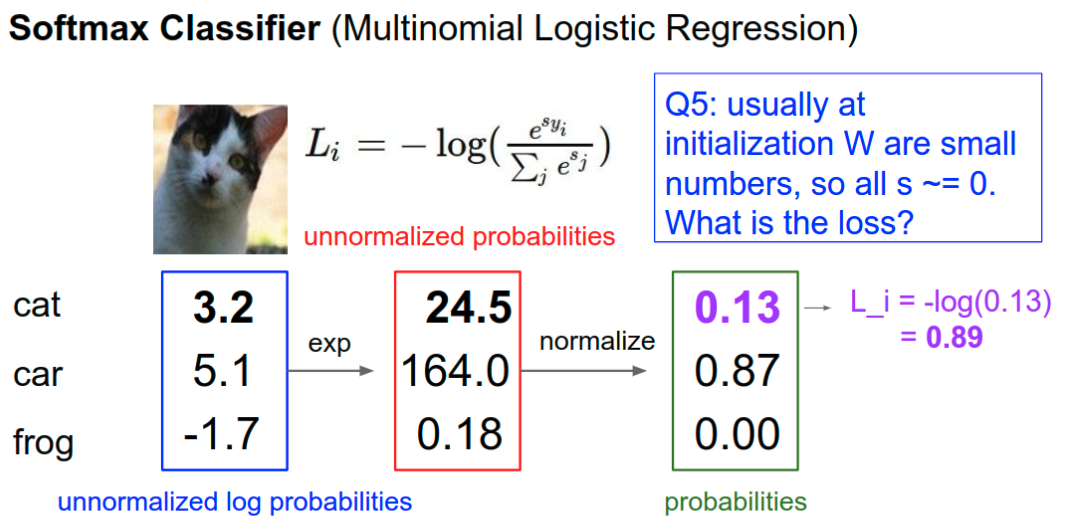 Softmax Classifier (Multinomial Logistic Regression)
L_i = − log( e^{s_{y_i}} / ∑_j e^{s_j} )
Q5: usually at
initialization W are small
numbers, so all s ~= 0.
What is the loss?
unnormalized probabilities
cat 3.2 24.5 0.13 L_i = -log(0.13)
= 0.89
exp normalize
car 5.1 164.0 0.87
frog -1.7 0.18 0.00
unnormalized log probabilities probabilities